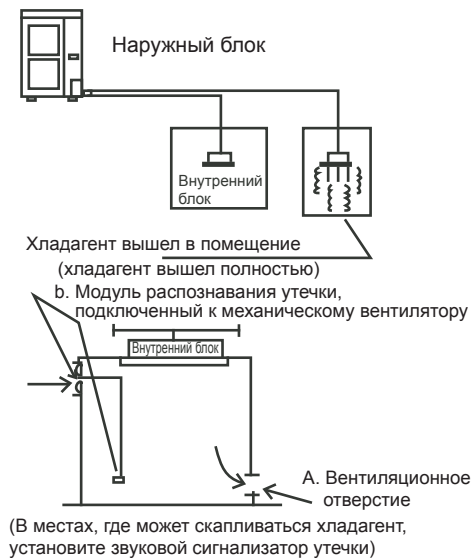 Наружный блок
Внутренний
блок
Хладагент вышел в помещение
(хладагент вышел полностью)
b. Модуль распознавания утечки,
подключенный к механическому вентилятору
Внутренний блок
А. Вентиляционное
отверстие
(В местах, где может скапливаться хладагент,
установите звуковой сигнализатор утечки)